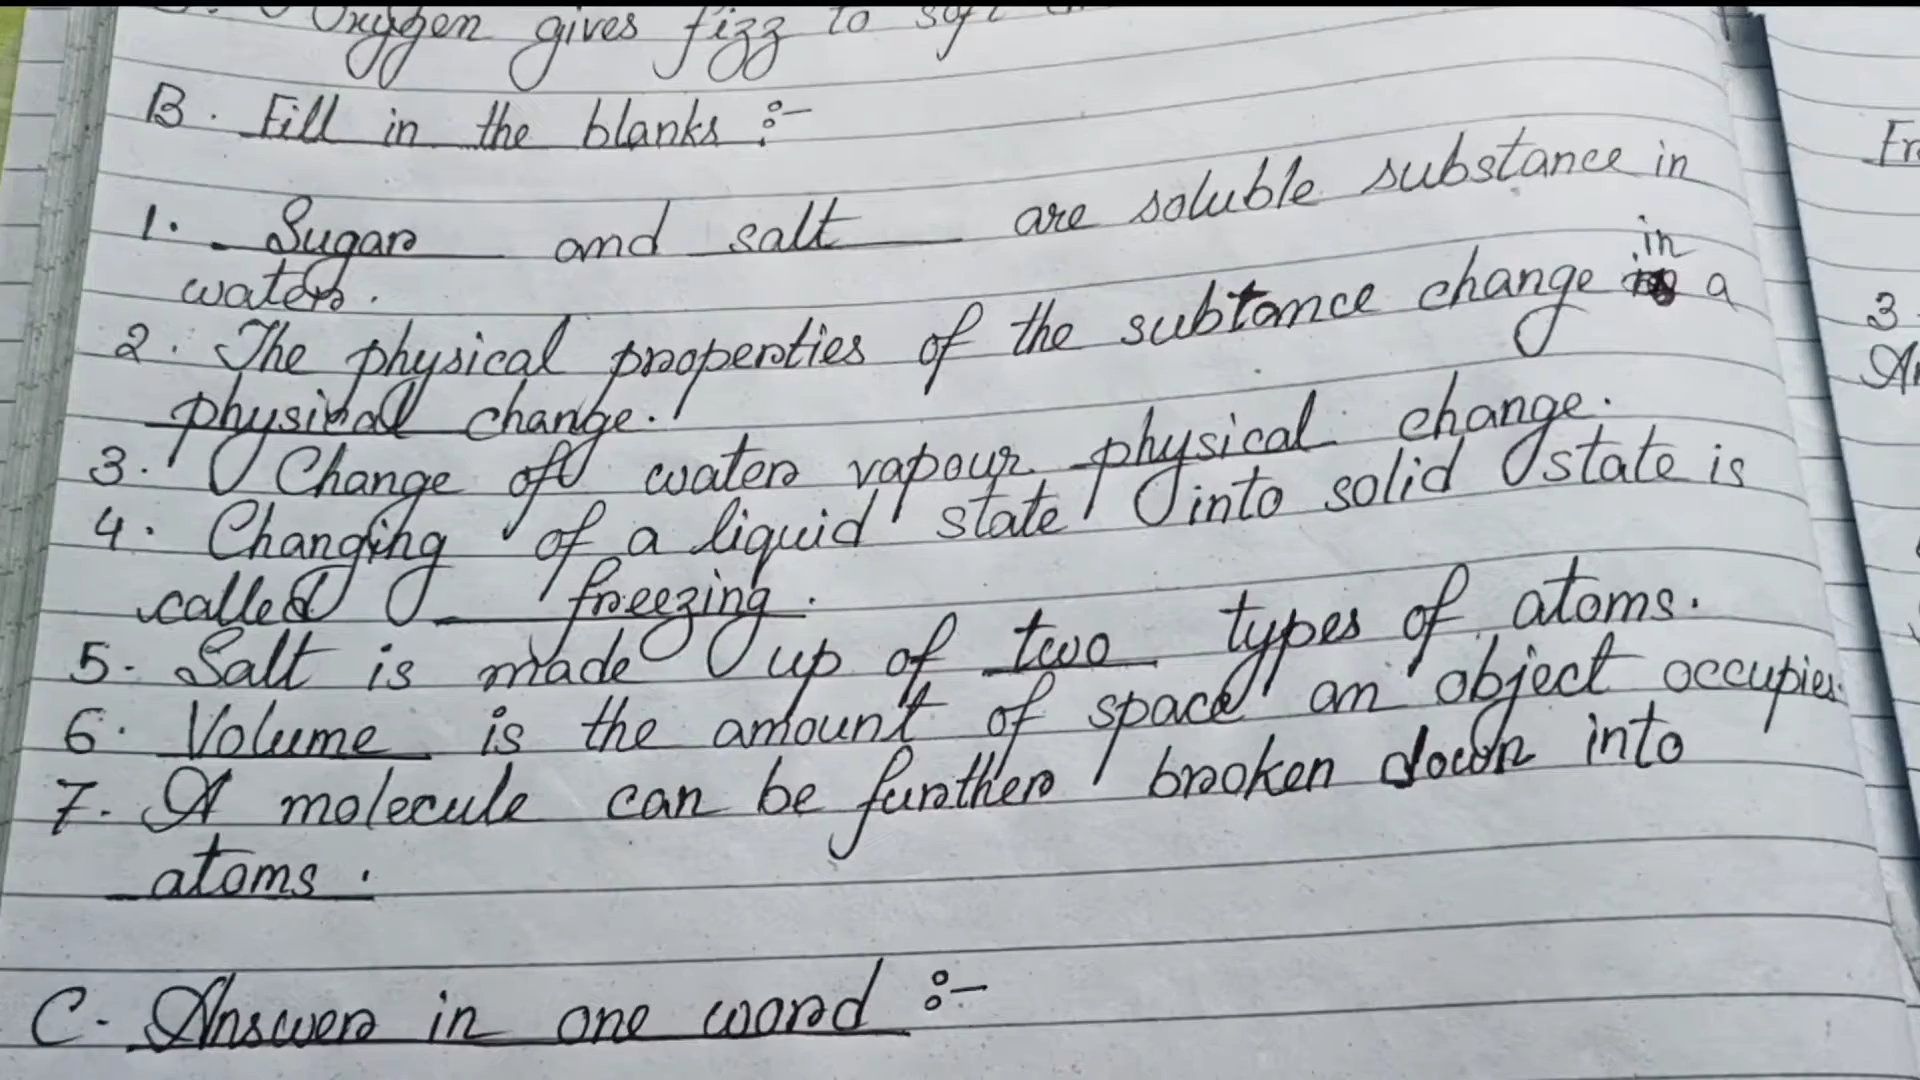 Oxygen gives fizz to
B. Fill in the blanks :-
1. Sugar and salt are soluble substance in
water.
in
2. The physical properties of the subtance change a
physical change.
3. Change of water vapour physical change.
4. Changing of a liquid state into solid state is
called freezing.
5. Salt is made up of two types of atoms.
6. Volume is the amount of space an object occupies.
7. A molecule can be further broken down into
atoms.
C. Answer in one word :-
3